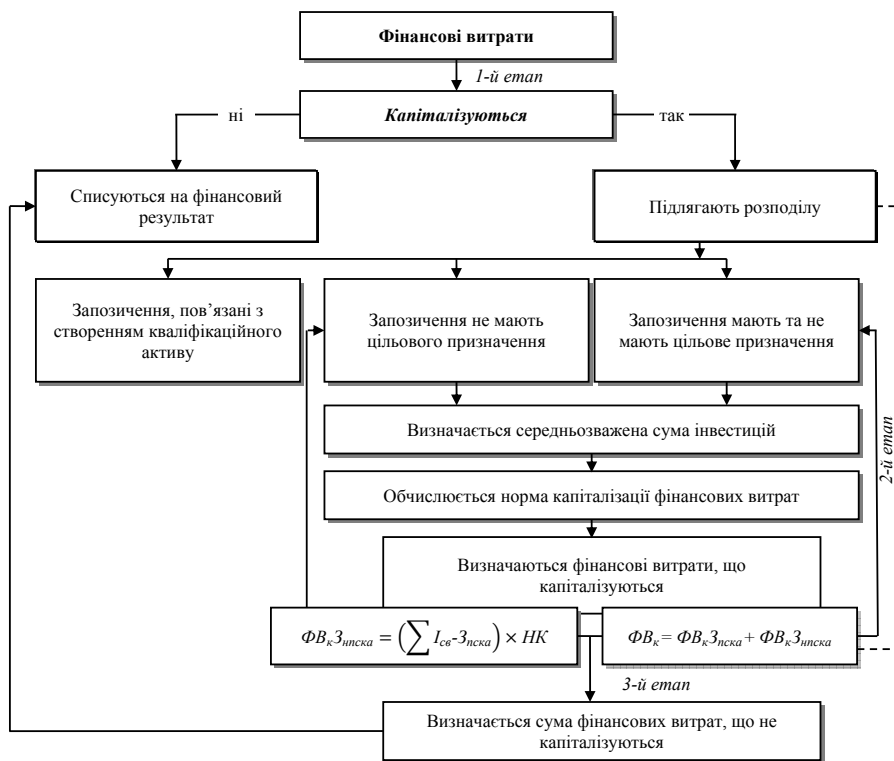 Фінансові витрати
1-й етап
ні
Капіталізуються
так
Списуються на фінансовий
результат
Підлягають розподілу
Запозичення, пов’язані з
створенням кваліфікаційного
активу
Запозичення не мають
цільового призначення
Запозичення мають та не
мають цільове призначення
Визначається середньозважена сума інвестицій
2-й етап
Обчислюється норма капіталізації фінансових витрат
Визначаються фінансові витрати, що
капіталізуються
ФВкЗнпска = (∑ Iсв-Зпска) × НК
ФВк = ФВкЗпска + ФВкЗнпска
3-й етап
Визначається сума фінансових витрат, що не
капіталізуються